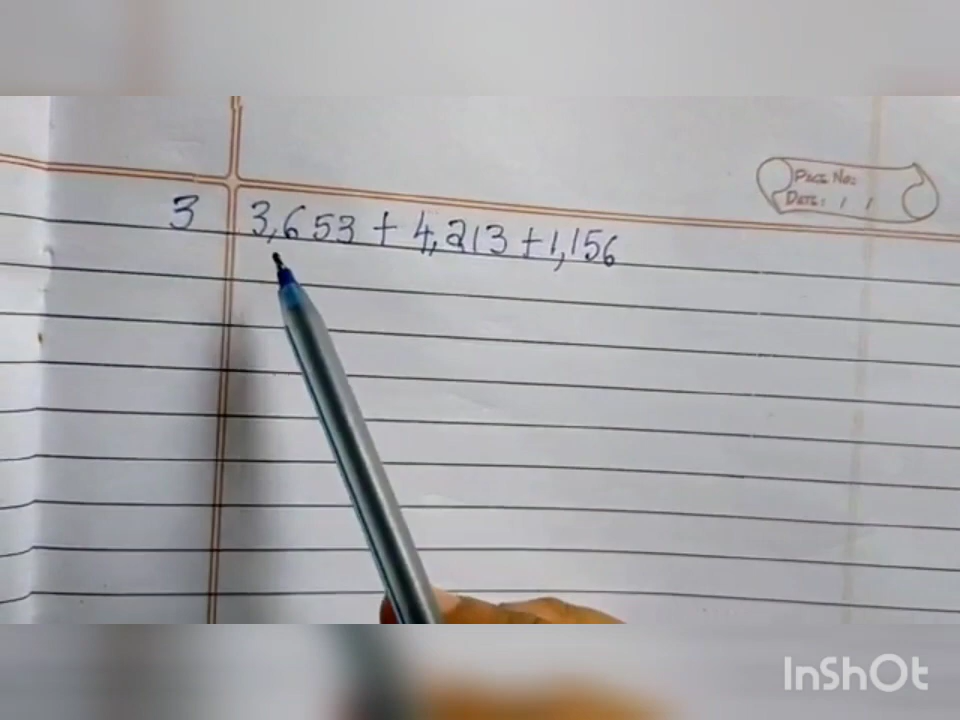 PAGE NO:
DATE: / /
3 3,653 + 4,213 + 1,156
InShOt